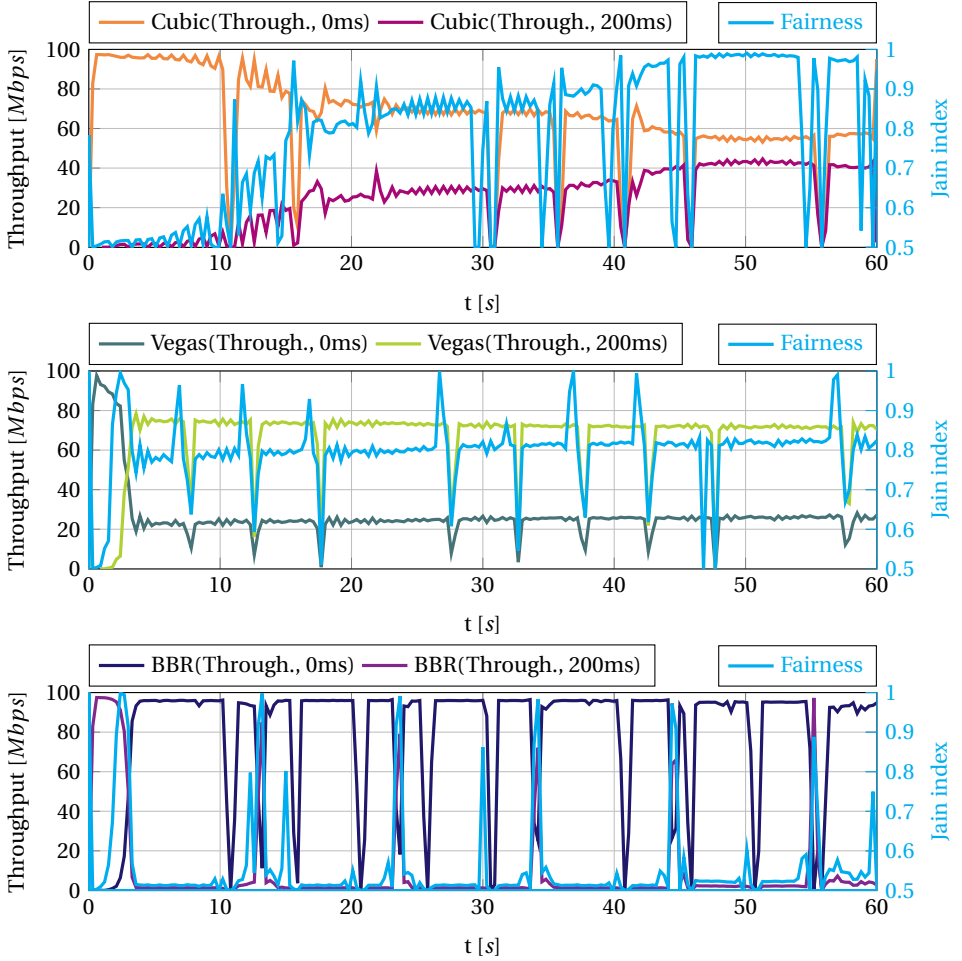 Cubic(Through., 0ms) Cubic(Through., 200ms) Fairness
Throughput [Mbps]
100
80
60
40
20
0
0 10 20 30 40 50 60
t [s]
1
0.9
0.8
0.7
0.6
0.5
Jain index
Vegas(Through., 0ms) Vegas(Through., 200ms) Fairness
Throughput [Mbps]
100
80
60
40
20
0
0 10 20 30 40 50 60
t [s]
1
0.9
0.8
0.7
0.6
0.5
Jain index
BBR(Through., 0ms) BBR(Through., 200ms) Fairness
Throughput [Mbps]
100
80
60
40
20
0
0 10 20 30 40 50 60
t [s]
1
0.9
0.8
0.7
0.6
0.5
Jain index